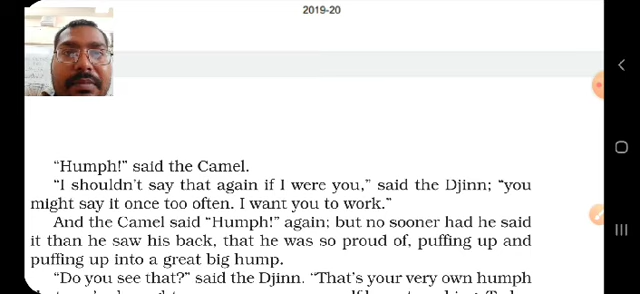 2019-20
“Humph!” said the Camel.
“I shouldn’t say that again if I were you,” said the Djinn; “you
might say it once too often. I want you to work.”
And the Camel said “Humph!” again; but no sooner had he said
it than he saw his back, that he was so proud of, puffing up and
puffing up into a great big hump.
“Do you see that?” said the Djinn. “That’s your very own humph